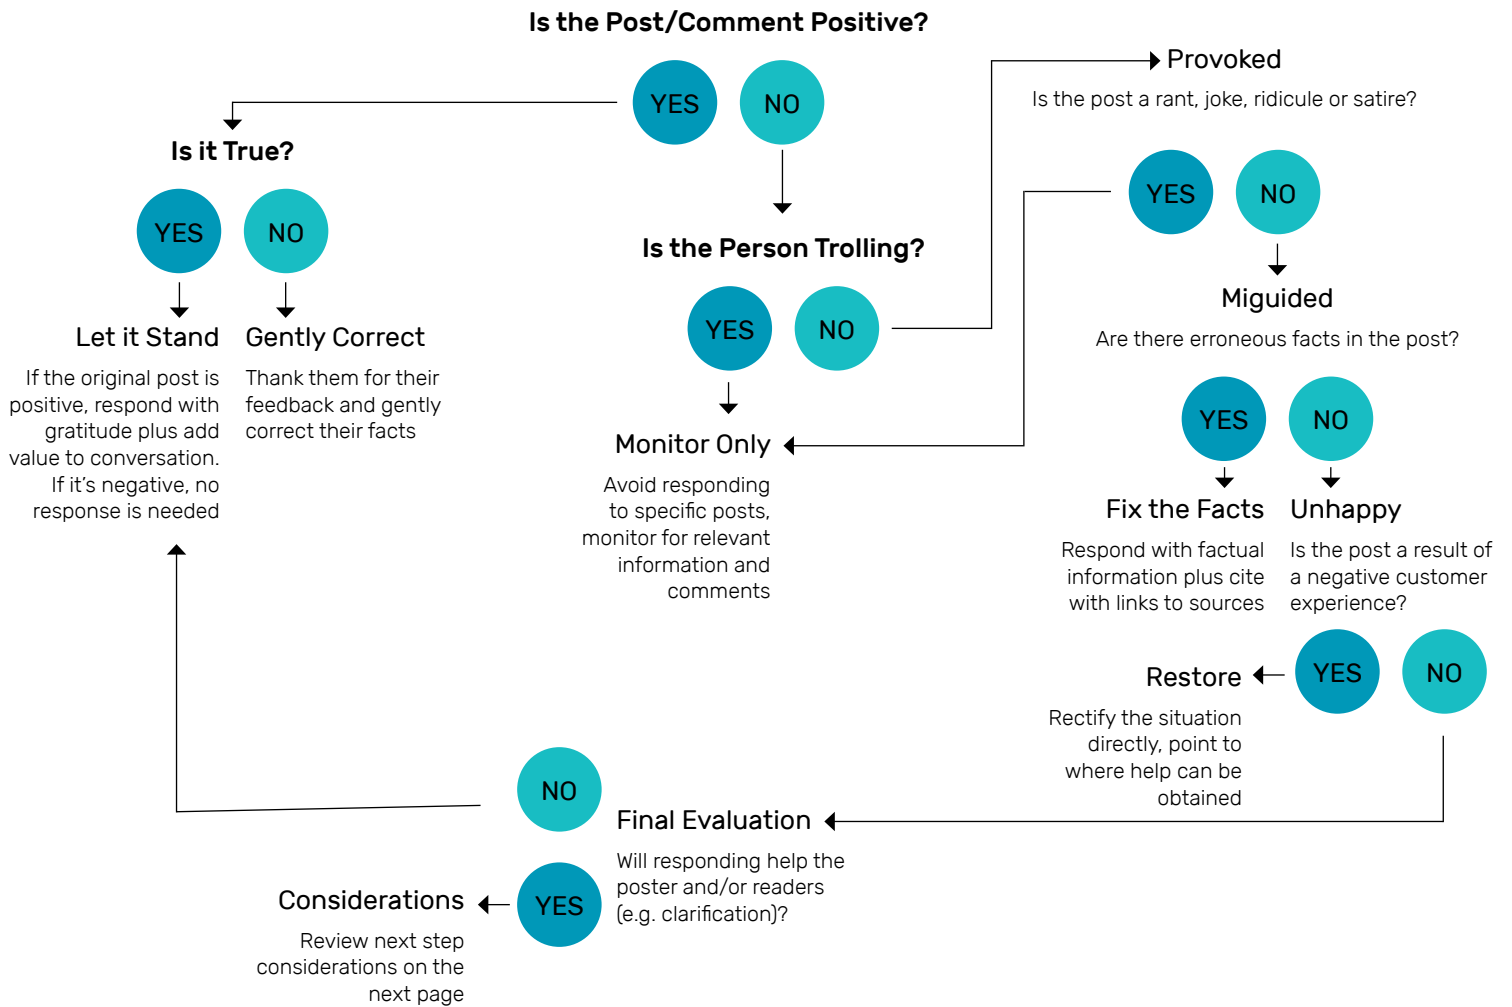 Is the Post/Comment Positive?
YES
NO
Is it True?
YES
NO
Let it Stand
If the original post is
positive, respond with
gratitude plus add
value to conversation.
If it's negative, no
response is needed
Gently Correct
Thank them for their
feedback and gently
correct their facts
Is the Person Trolling?
YES
NO
Monitor Only
Avoid responding
to specific posts,
monitor for relevant
information and
comments
Provoked
Is the post a rant, joke, ridicule or satire?
YES
NO
Miguided
Are there erroneous facts in the post?
YES
NO
Fix the Facts
Respond with factual
information plus cite
with links to sources
Unhappy
Is the post a result of
a negative customer
experience?
YES
NO
Restore
Rectify the situation
directly, point to
where help can be
obtained
Final Evaluation
Will responding help the
poster and/or readers
(e.g. clarification)?
NO
YES
Considerations
Review next step
considerations on the
next page